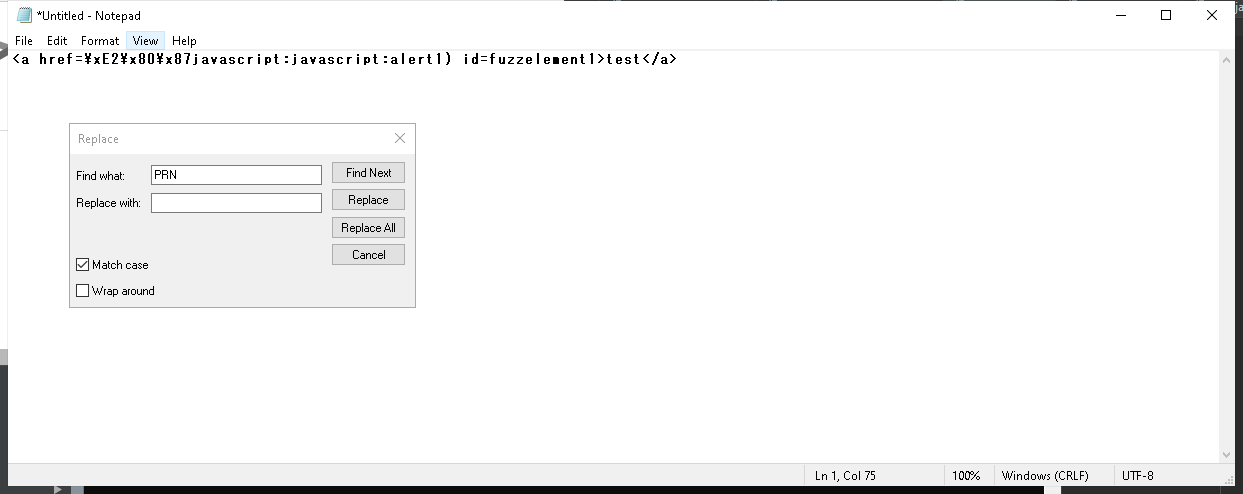 *Untitled - Notepad
File Edit Format View Help
<a href=¥xE2¥x80¥x87javascript:javascript:alert1) id=fuzzelement1>test</a>
Replace
Find what: PRN Find Next
Replace with: Replace
Replace All
Cancel
Match case
Wrap around
Ln 1, Col 75 100% Windows (CRLF) UTF-8